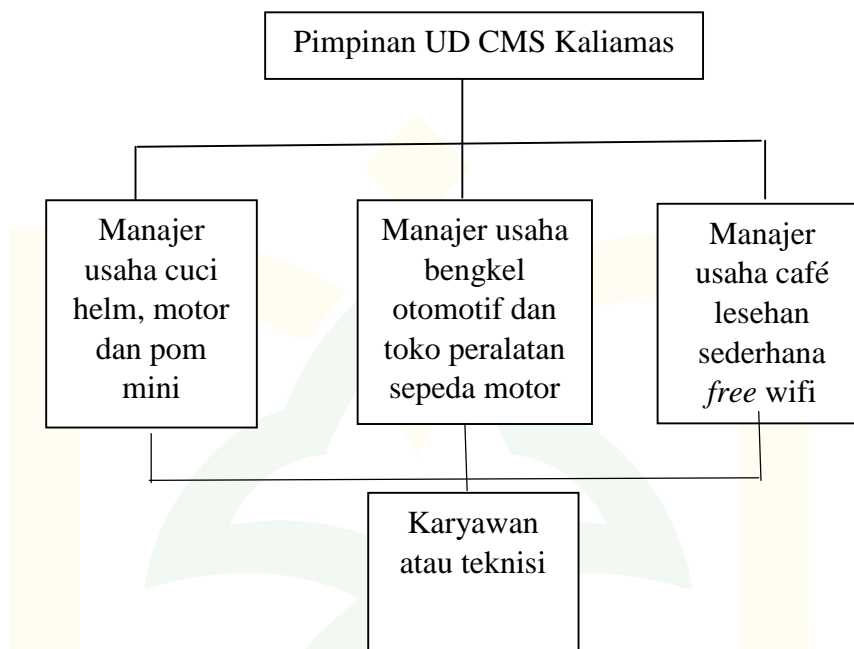 Pimpinan UD CMS Kaliamas
Manajer
usaha cuci
helm, motor
dan pom
mini
Manajer usaha
bengkel
otomotif dan
toko peralatan
sepeda motor
Manajer
usaha café
lesehan
sederhana
free wifi
Karyawan
atau teknisi